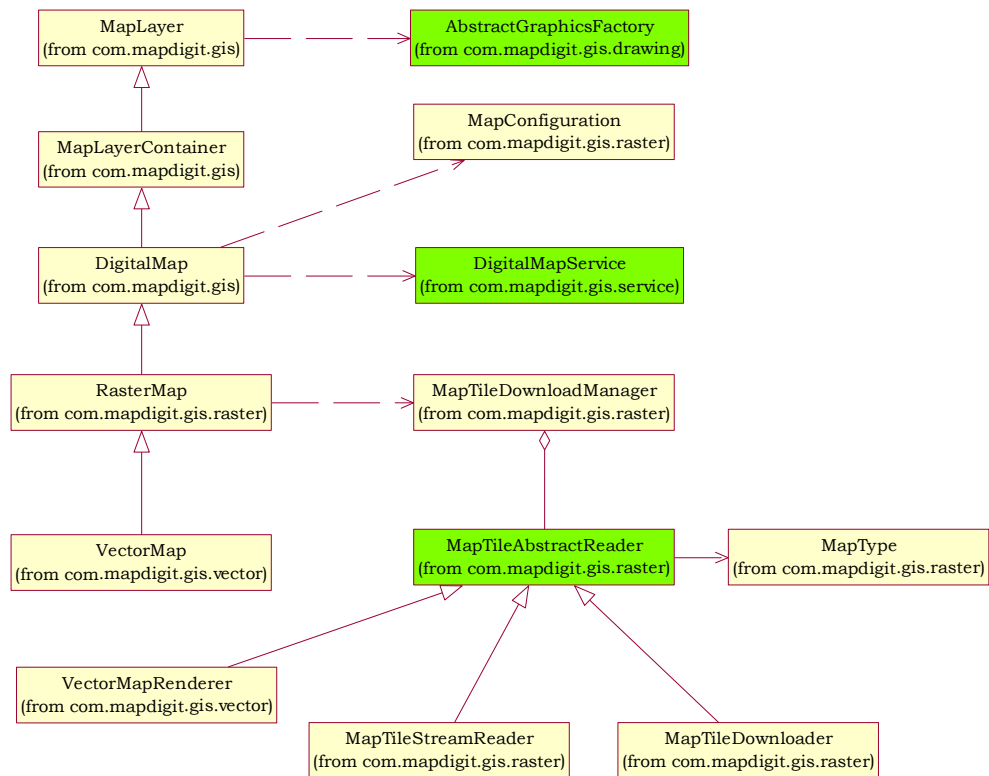 MapLayer
(from com.mapdigit.gis)
AbstractGraphicsFactory
(from com.mapdigit.gis.drawing)
MapConfiguration
(from com.mapdigit.gis.raster)
MapLayerContainer
(from com.mapdigit.gis)
DigitalMap
(from com.mapdigit.gis)
DigitalMapService
(from com.mapdigit.gis.service)
RasterMap
(from com.mapdigit.gis.raster)
MapTileDownloadManager
(from com.mapdigit.gis.raster)
VectorMap
(from com.mapdigit.gis.vector)
MapTileAbstractReader
(from com.mapdigit.gis.raster)
MapType
(from com.mapdigit.gis.raster)
VectorMapRenderer
(from com.mapdigit.gis.vector)
MapTileStreamReader
(from com.mapdigit.gis.raster)
MapTileDownloader
(from com.mapdigit.gis.raster)